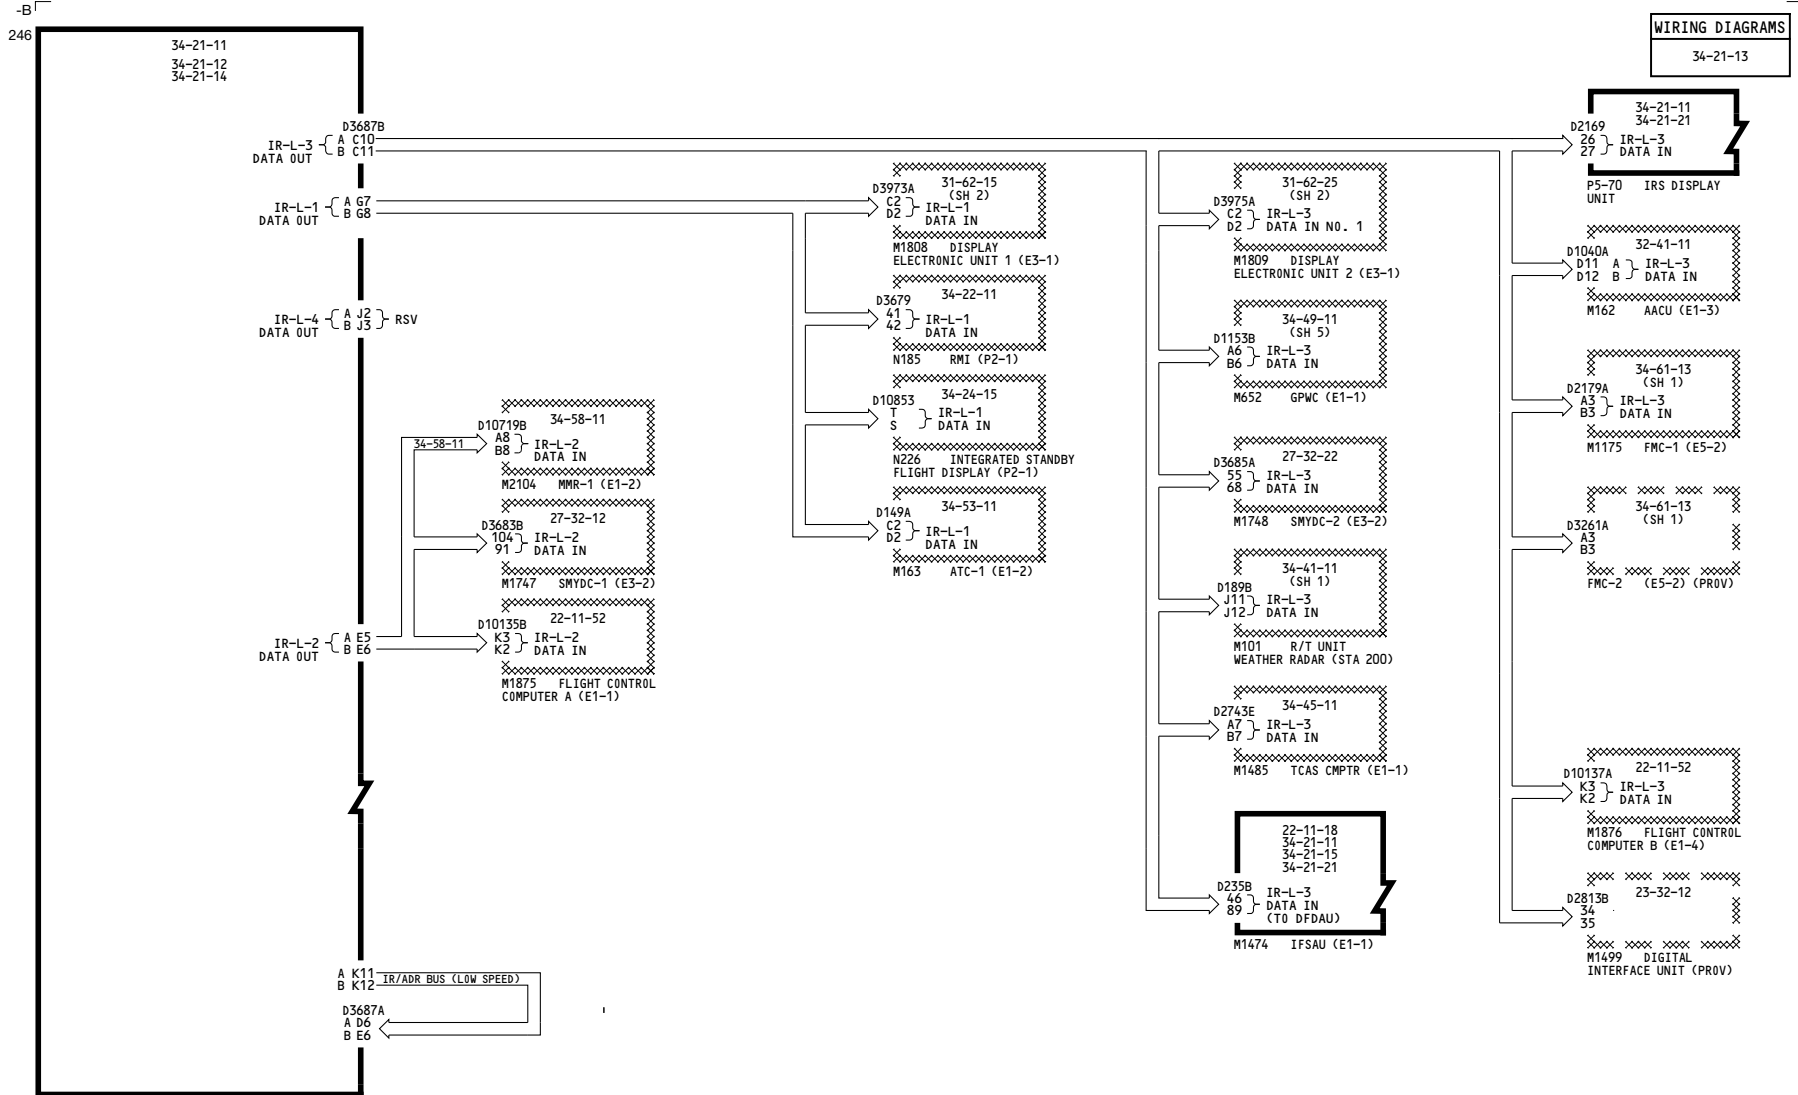 -B
246
WIRING DIAGRAMS
34-21-13
34-21-11
34-21-12
34-21-14
D3687B
IR-L-3 A C10
DATA OUT B C11
IR-L-1 A G7
DATA OUT B G8
IR-L-4 A J2 RSV
DATA OUT B J3
IR-L-2 A E5
DATA OUT B E6
A K11 IR/ADR BUS (LOW SPEED)
B K12
D3687A
A D6
B E6
34-58-11
34-58-11
D10719B
A8 IR-L-2
B8 DATA IN
M2104 MMR-1 (E1-2)
27-32-12
D3683B
104 IR-L-2
91 DATA IN
M1747 SMYDC-1 (E3-2)
22-11-52
D10135B
K3 IR-L-2
K2 DATA IN
M1875 FLIGHT CONTROL
COMPUTER A (E1-1)
31-62-15
(SH 2)
D3973A
C2 IR-L-1
D2 DATA IN
M1808 DISPLAY
ELECTRONIC UNIT 1 (E3-1)
34-22-11
D3679
41 IR-L-1
42 DATA IN
N185 RMI (P2-1)
34-24-15
D10853
T IR-L-1
S DATA IN
N226 INTEGRATED STANDBY
FLIGHT DISPLAY (P2-1)
34-53-11
D149A
C2 IR-L-1
D2 DATA IN
M163 ATC-1 (E1-2)
31-62-25
(SH 2)
D3975A
C2 IR-L-3
D2 DATA IN NO. 1
M1809 DISPLAY
ELECTRONIC UNIT 2 (E3-1)
34-49-11
(SH 5)
D1153B
A6 IR-L-3
B6 DATA IN
M652 GPWC (E1-1)
27-32-22
D3685A
55 IR-L-3
68 DATA IN
M1748 SMYDC-2 (E3-2)
34-41-11
(SH 1)
D189B
J11 IR-L-3
J12 DATA IN
M101 R/T UNIT
WEATHER RADAR (STA 200)
34-45-11
D2743E
A7 IR-L-3
B7 DATA IN
M1485 TCAS CMPTR (E1-1)
22-11-18
34-21-11
34-21-15
34-21-21
D235B
46 IR-L-3
89 DATA IN
(TO DFDAU)
M1474 IFSAU (E1-1)
34-21-11
34-21-21
D2169
26 IR-L-3
27 DATA IN
P5-70 IRS DISPLAY
UNIT
32-41-11
D1040A
D11 A IR-L-3
D12 B DATA IN
M162 AACU (E1-3)
34-61-13
(SH 1)
D2179A
A3 IR-L-3
B3 DATA IN
M1175 FMC-1 (E5-2)
34-61-13
(SH 1)
D3261A
A3
B3
FMC-2 (E5-2) (PROV)
22-11-52
D10137A
K3 IR-L-3
K2 DATA IN
M1876 FLIGHT CONTROL
COMPUTER B (E1-4)
23-32-12
D2813B
34
35
M1499 DIGITAL
INTERFACE UNIT (PROV)